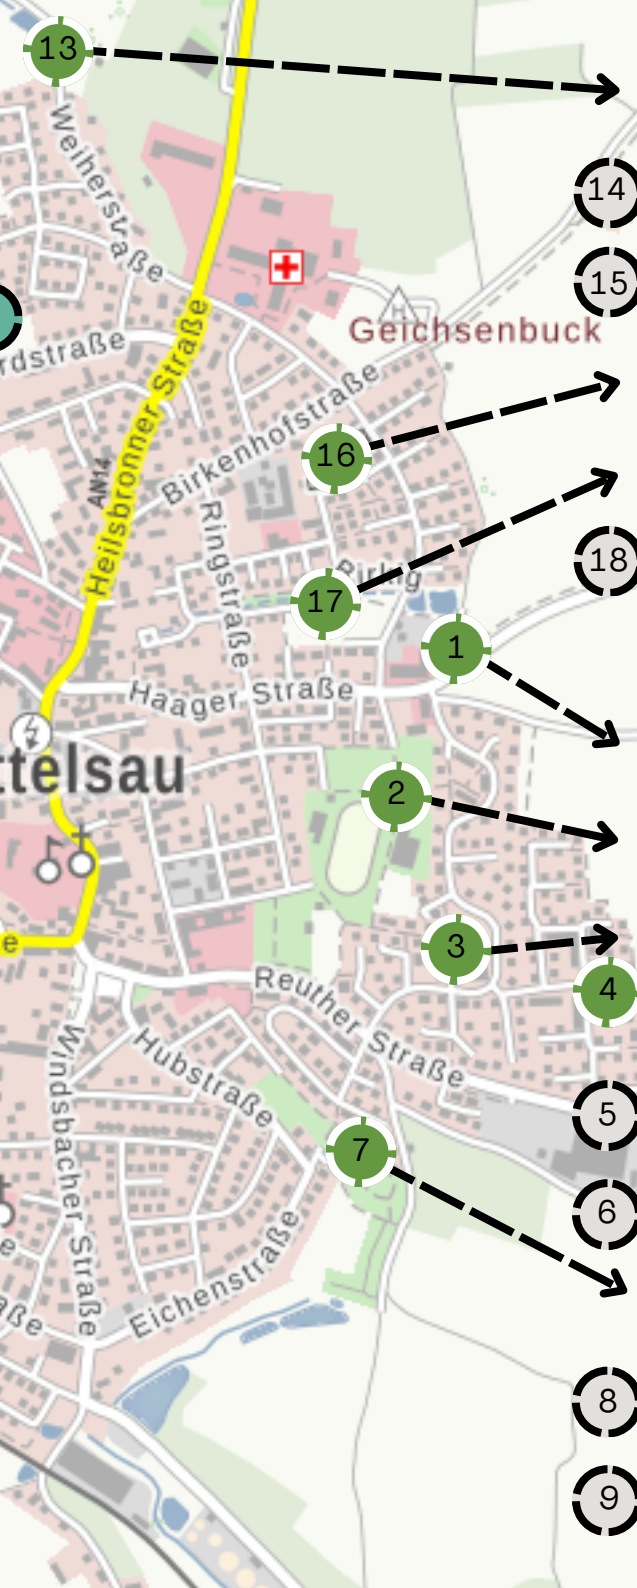 13
Weiherstraße
14
15
H
Geichsenbuck
rdstraße
Heilsbronner Straße
AN14
Birkenhofstraße
16
Ringstraße
18
Birkig
17
1
Haager Straße
ttelsau
2
e
3
4
Reuther Straße
Hubstraße
Windsbacher Straße
5
7
6
Eichenstraße
e
aße
8
9